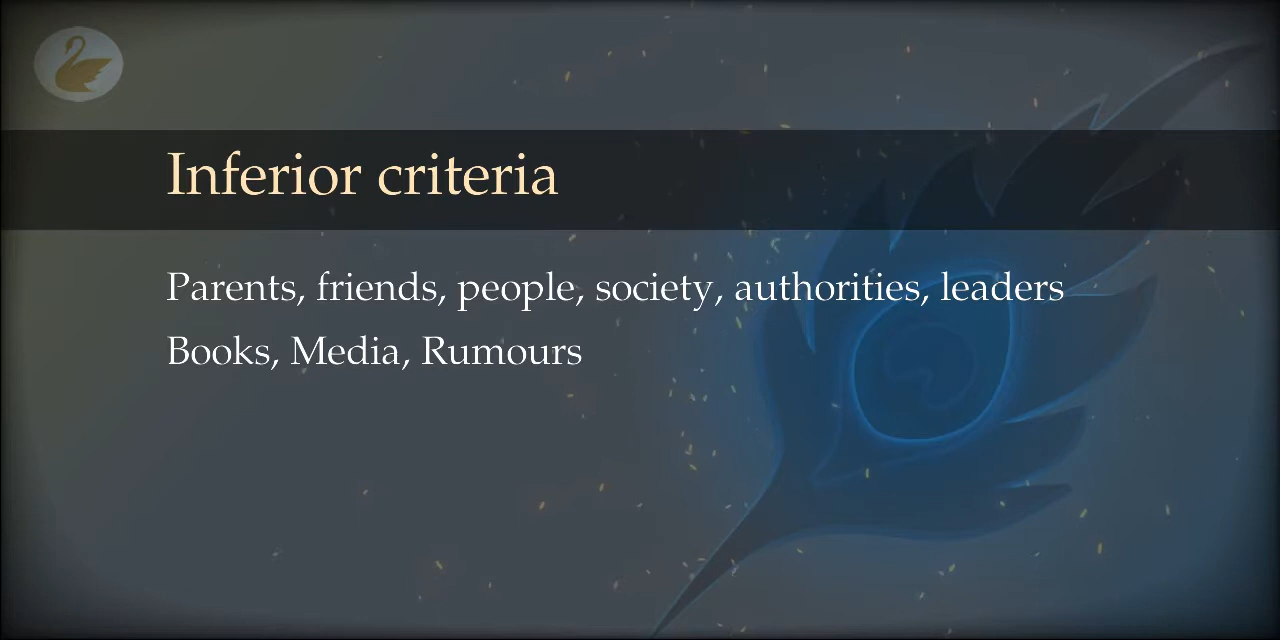 Inferior criteria
Parents, friends, people, society, authorities, leaders
Books, Media, Rumours